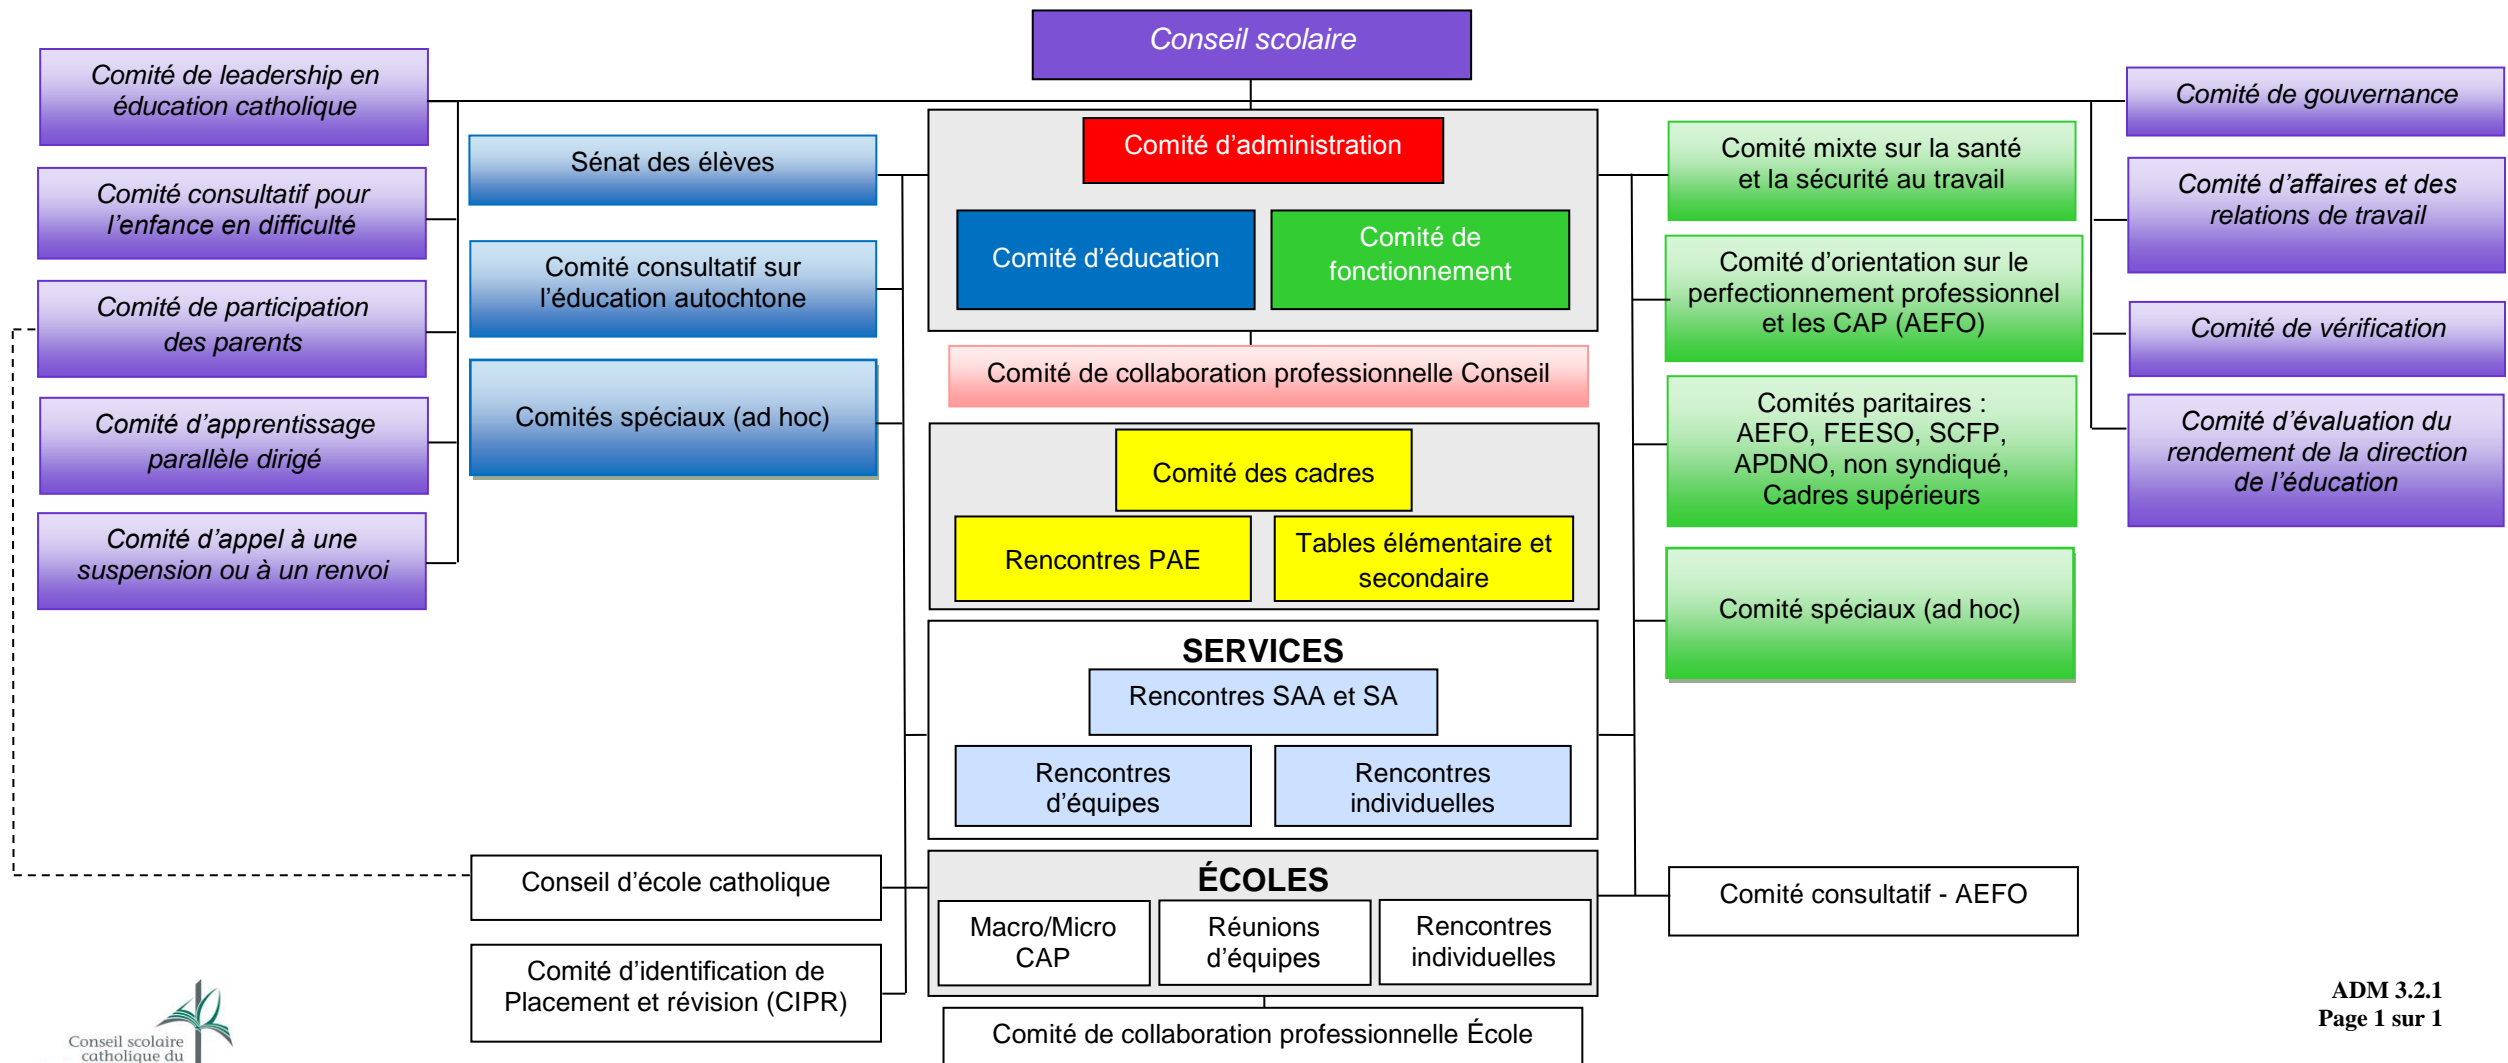 Conseil scolaire
Comité de leadership en
éducation catholique
Comité consultatif pour
l'enfance en difficulté
Comité de participation
des parents
Comité d'apprentissage
parallèle dirigé
Comité d'appel à une
suspension ou à un renvoi
Sénat des élèves
Comité consultatif sur
l'éducation autochtone
Comités spéciaux (ad hoc)
Comité d'administration
Comité d'éducation
Comité de
fonctionnement
Comité de collaboration professionnelle Conseil
Comité des cadres
Rencontres PAE
Tables élémentaire et
secondaire
SERVICES
Rencontres SAA et SA
Rencontres
d'équipes
Rencontres
individuelles
Comité mixte sur la santé
et la sécurité au travail
Comité d'orientation sur le
perfectionnement professionnel
et les CAP (AEFO)
Comités paritaires :
AEFO, FEESO, SCFP,
APDNO, non syndiqué,
Cadres supérieurs
Comité spéciaux (ad hoc)
Comité de gouvernance
Comité d'affaires et des
relations de travail
Comité de vérification
Comité d'évaluation du
rendement de la direction
de l'éducation
Conseil d'école catholique
Comité d'identification de
Placement et révision (CIPR)
ÉCOLES
Macro/Micro
CAP
Réunions
d'équipes
Rencontres
individuelles
Comité de collaboration professionnelle École
Comité consultatif - AEFO
Conseil scolaire
catholique du
ADM 3.2.1
Page 1 sur 1